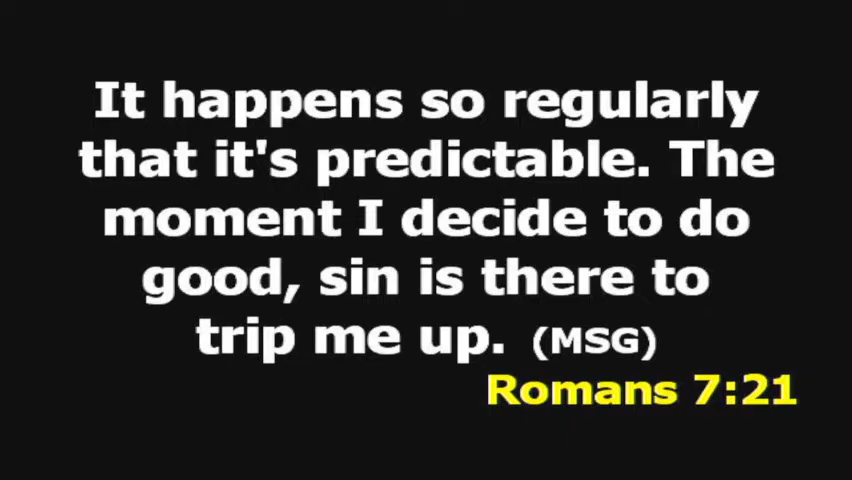 It happens so regularly
that it's predictable. The
moment I decide to do
good, sin is there to
trip me up. (MSG)
Romans 7:21